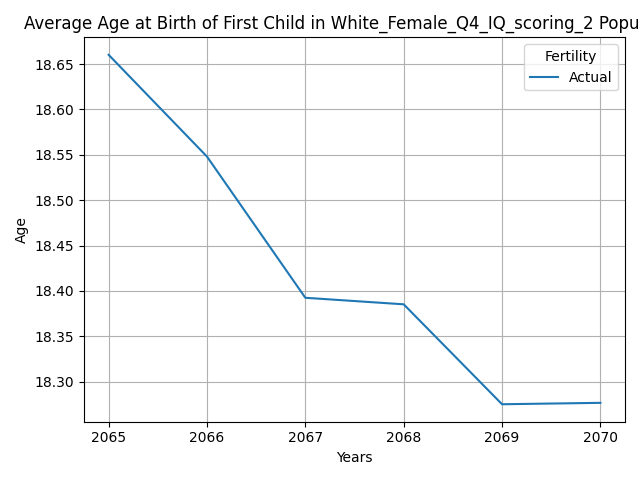 Average Age at Birth of First Child in White_Female_Q4_IQ_scoring_2 Popu
Fertility
Actual
18.65
18.60
18.55
18.50
18.45
18.40
18.35
18.30
Age
2065 2066 2067 2068 2069 2070
Years